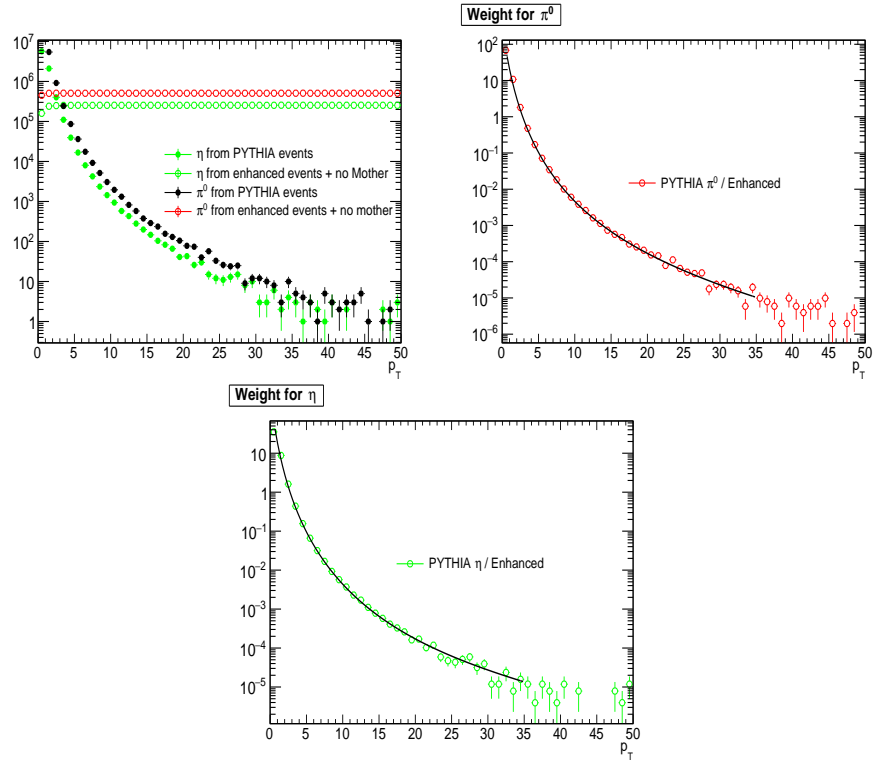 Weight for π⁰
10⁷
10⁶
10⁵
10⁴
10³
10²
10
1
η from PYTHIA events
η from enhanced events + no Mother
π⁰ from PYTHIA events
π⁰ from enhanced events + no mother
0 5 10 15 20 25 30 35 40 45 50
p_T
10²
10
1
10⁻¹
10⁻²
10⁻³
10⁻⁴
10⁻⁵
10⁻⁶
PYTHIA π⁰ / Enhanced
0 5 10 15 20 25 30 35 40 45 50
p_T
Weight for η
10
1
10⁻¹
10⁻²
10⁻³
10⁻⁴
10⁻⁵
PYTHIA η / Enhanced
0 5 10 15 20 25 30 35 40 45 50
p_T